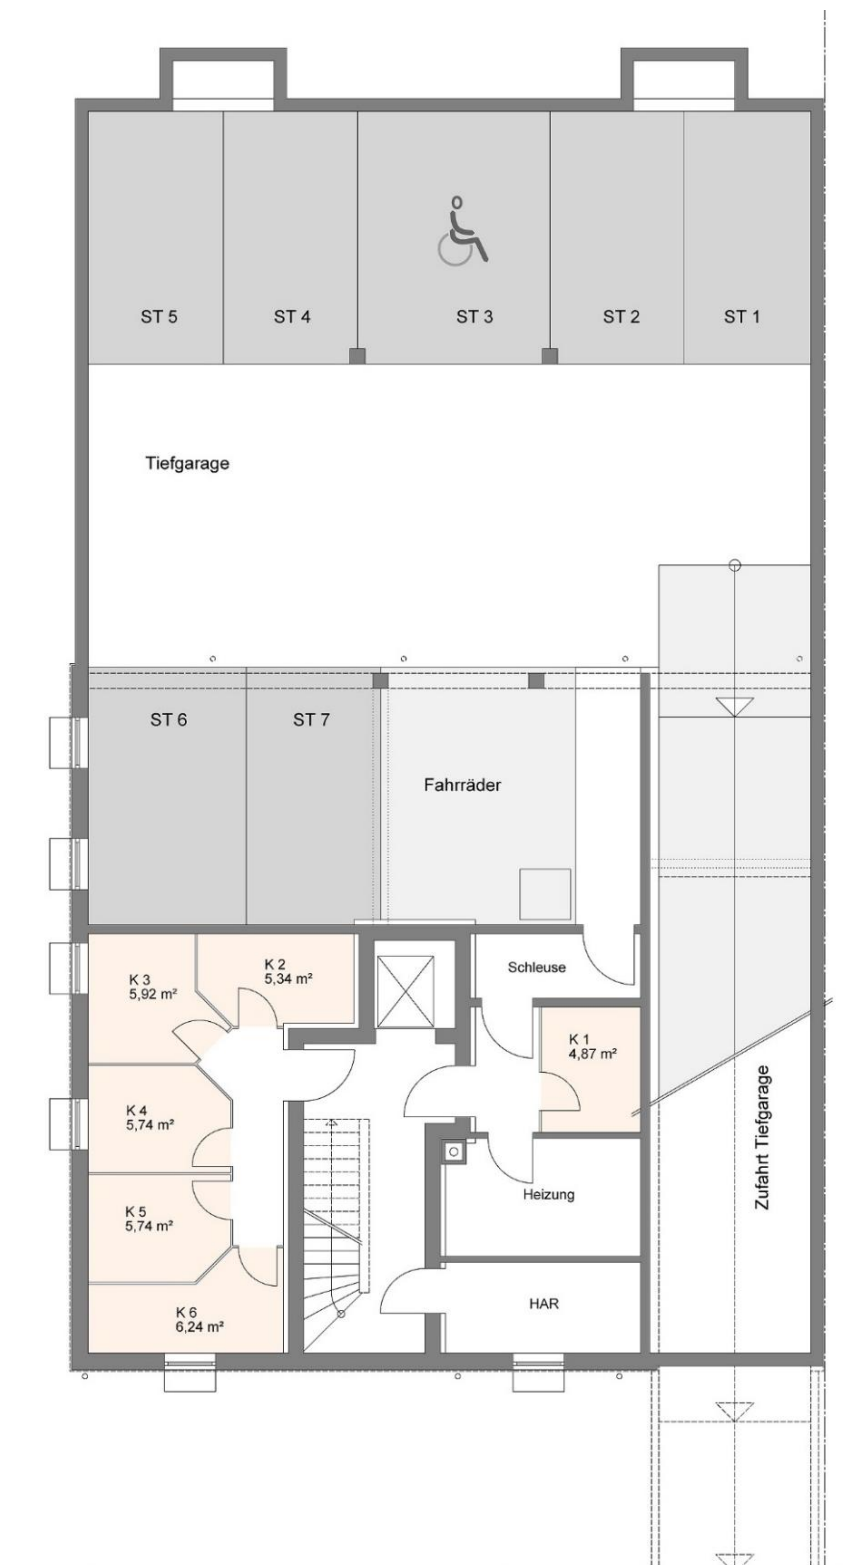 ST 5
ST 4
ST 3
ST 2
ST 1
Tiefgarage
ST 6
ST 7
Fahrräder
K 3
5,92 m²
K 2
5,34 m²
Schleuse
K 1
4,87 m²
K 4
5,74 m²
K 5
5,74 m²
Zufahrt Tiefgarage
Heizung
K 6
6,24 m²
HAR